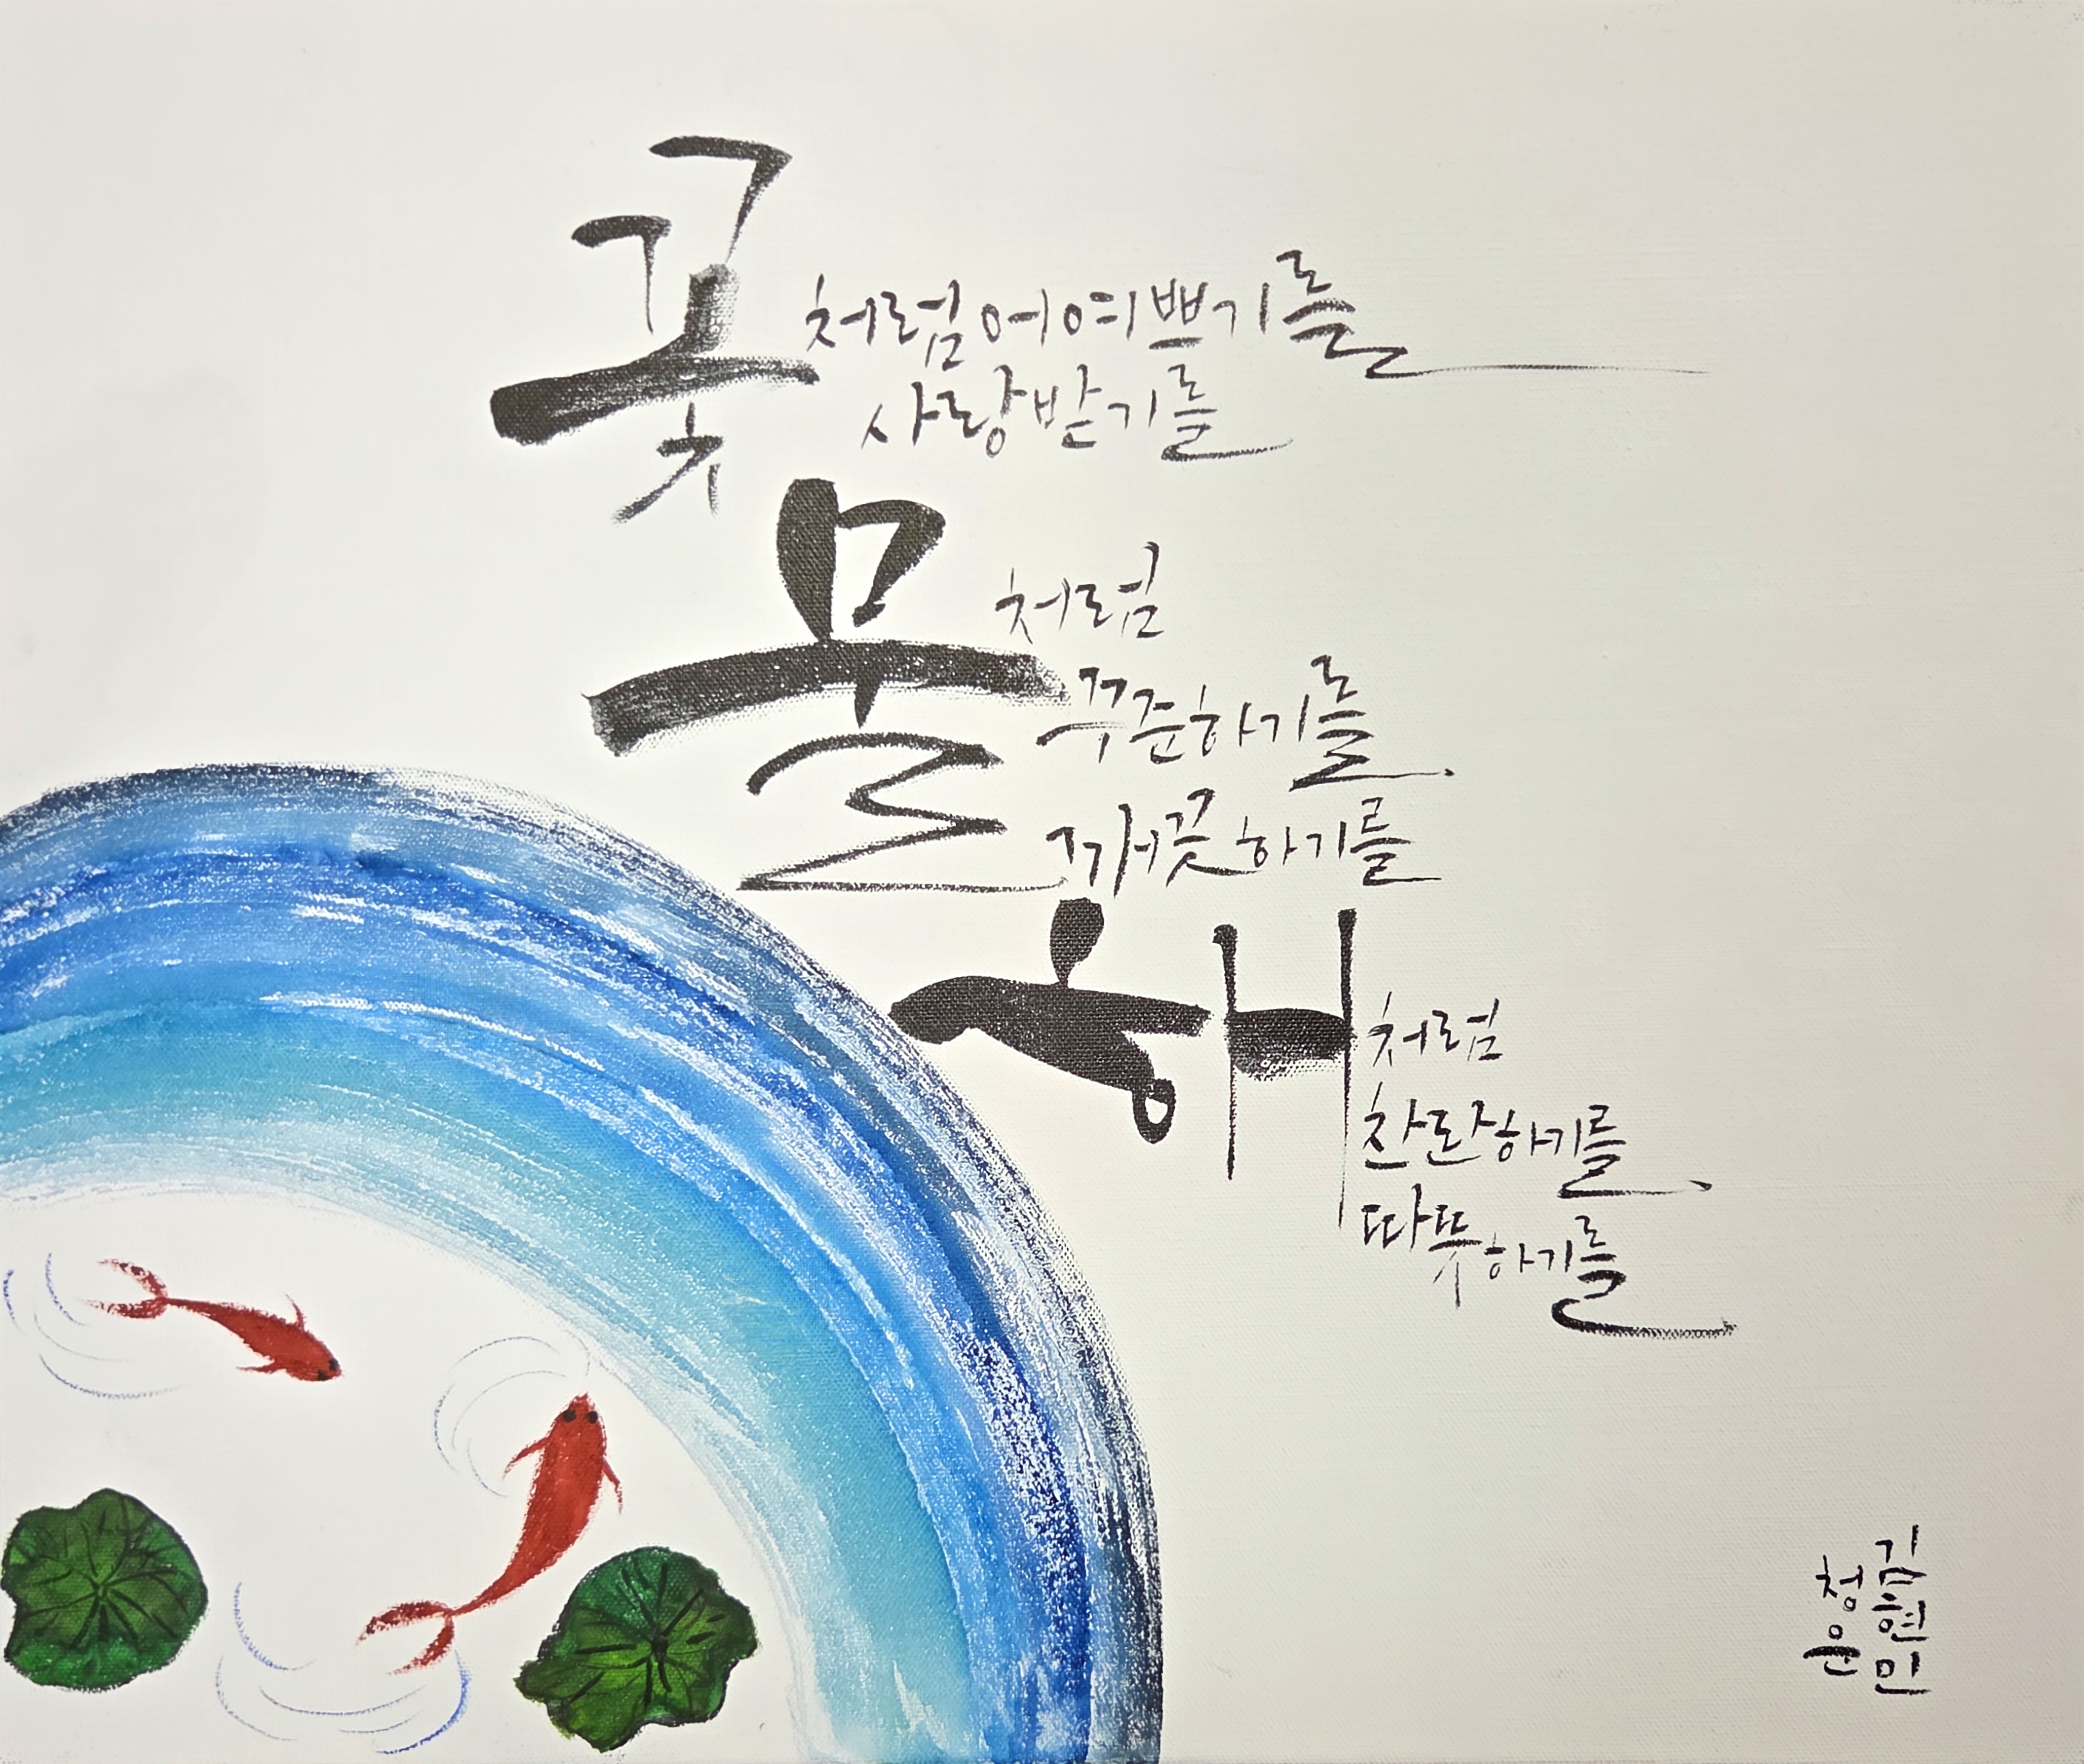 꽃처럼 어여쁘기를
사랑받기를
물처럼
꾸준하기를
깨끗하기를
해처럼
찬란하기를
따뜻하기를
김현민
청운